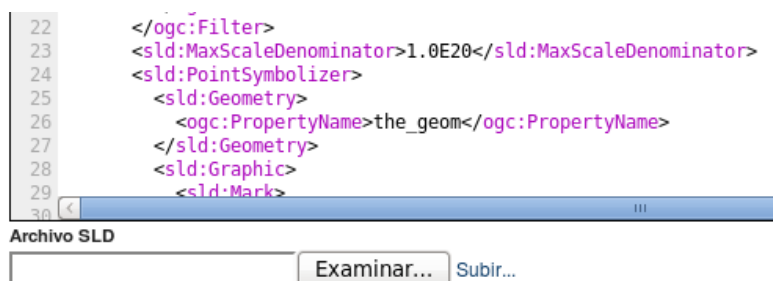 22 </ogc:Filter>
23 <sld:MaxScaleDenominator>1.0E20</sld:MaxScaleDenominator>
24 <sld:PointSymbolizer>
25 <sld:Geometry>
26 <ogc:PropertyName>the_geom</ogc:PropertyName>
27 </sld:Geometry>
28 <sld:Graphic>
29 <sld:Mark>
30
Archivo SLD
Examinar... Subir...